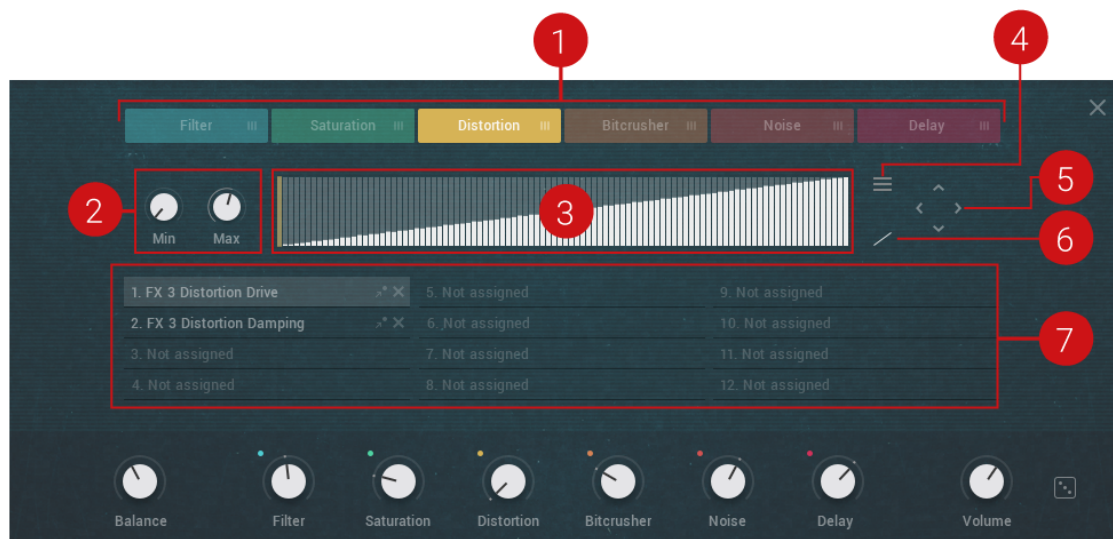 1
4
Filter
Saturation
Distortion
Bitcrusher
Noise
Delay
2
3
5
6
Min
Max
1. FX 3 Distortion Drive
5. Not assigned
9. Not assigned
2. FX 3 Distortion Damping
6. Not assigned
10. Not assigned
3. Not assigned
7. Not assigned
11. Not assigned
7
4. Not assigned
8. Not assigned
12. Not assigned
Balance
Filter
Saturation
Distortion
Bitcrusher
Noise
Delay
Volume